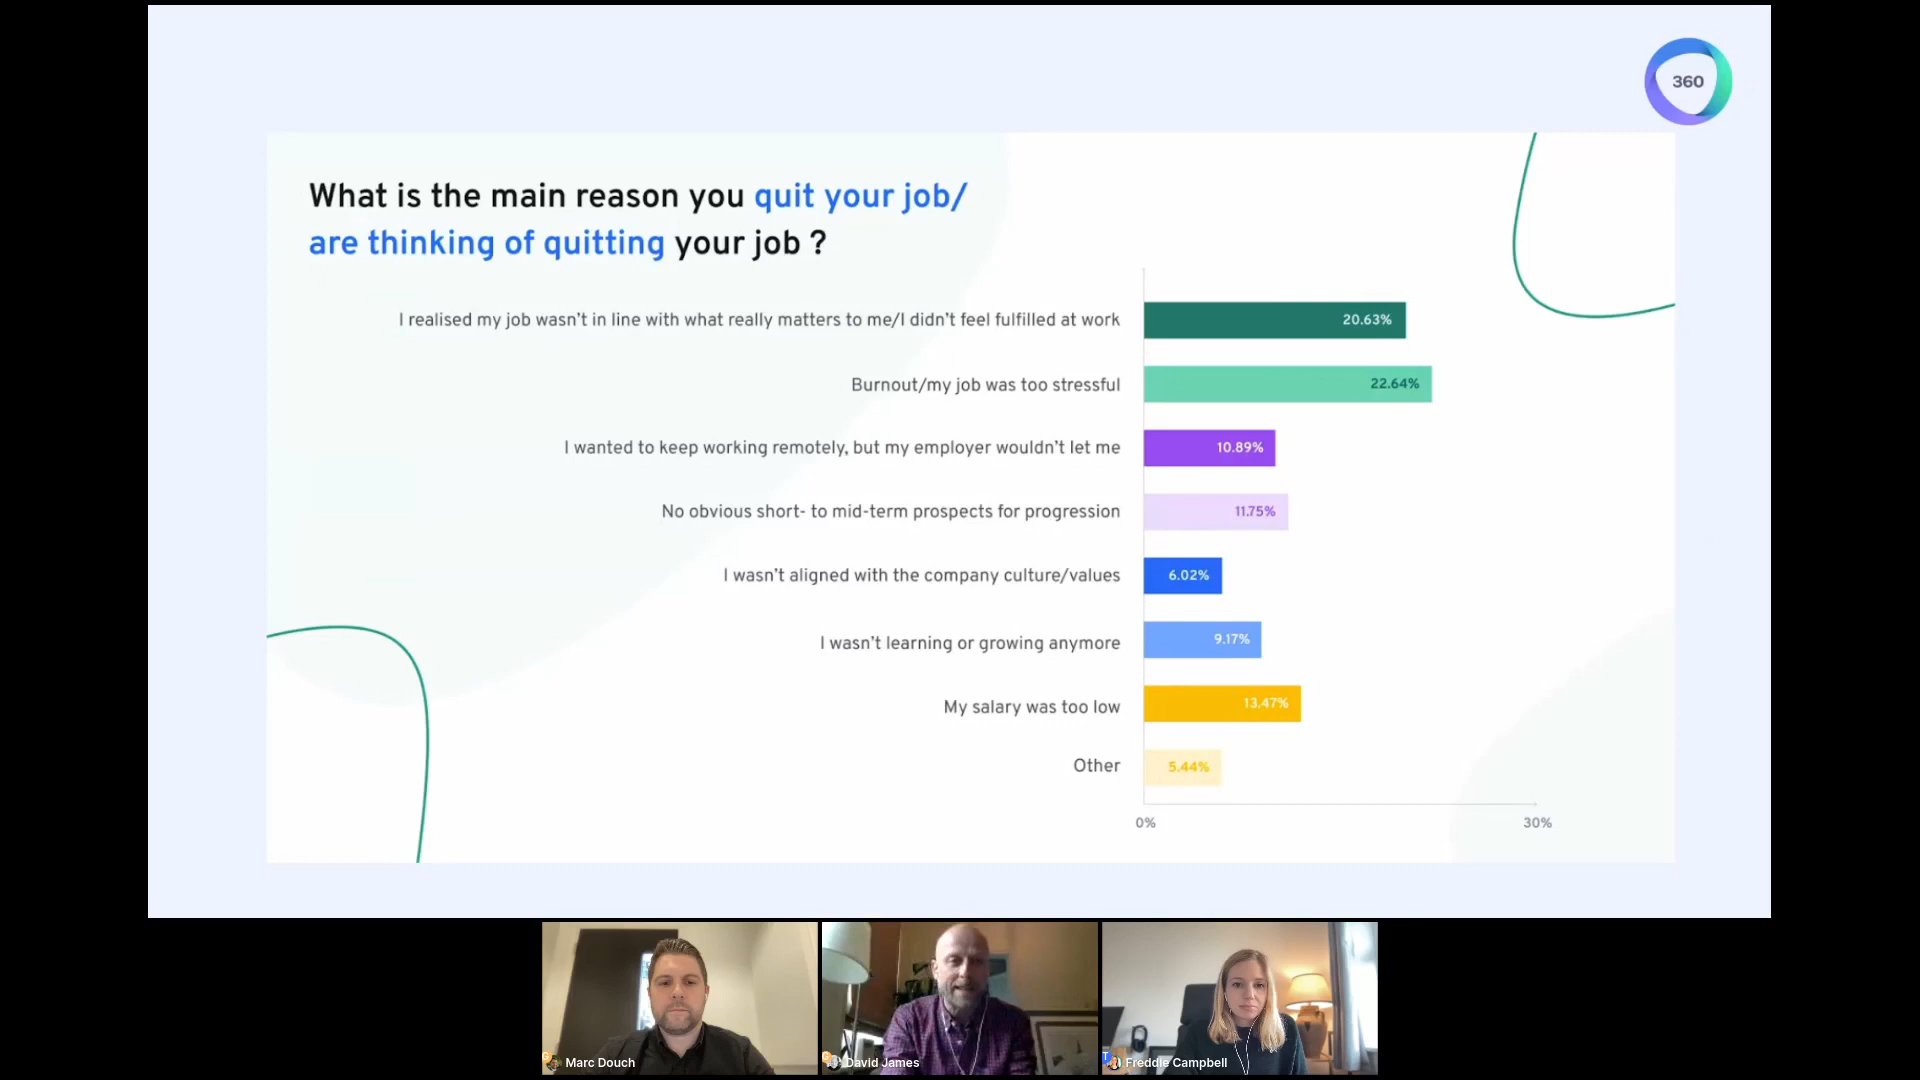 360
What is the main reason you quit your job/
are thinking of quitting your job ?
I realised my job wasn't in line with what really matters to me/I didn't feel fulfilled at work
20.63%
Burnout/my job was too stressful
22.64%
I wanted to keep working remotely, but my employer wouldn't let me
10.89%
No obvious short- to mid-term prospects for progression
11.75%
I wasn't aligned with the company culture/values
6.02%
I wasn't learning or growing anymore
9.17%
My salary was too low
13.47%
Other
5.44%
0%
30%
Marc Douch
David James
Freddie Campbell